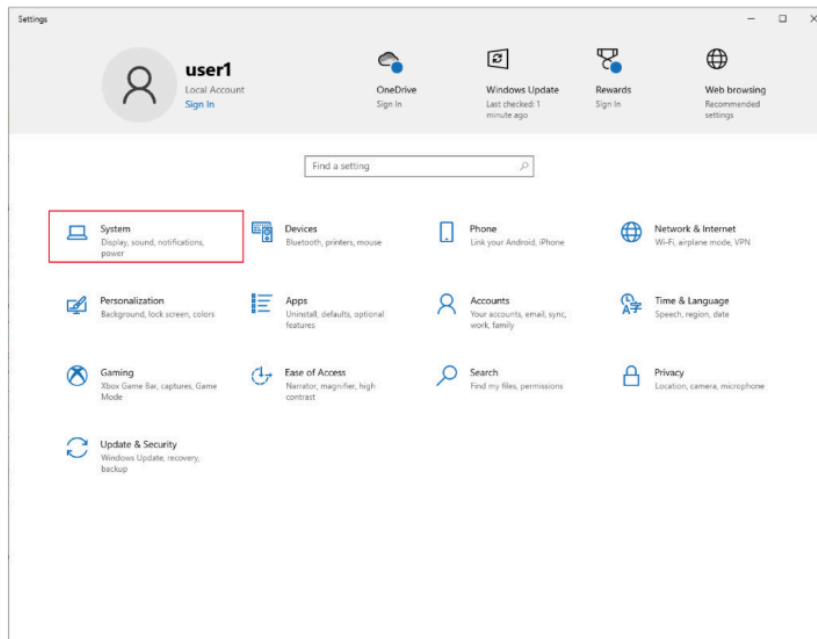 Settings
user1
Local Account
Sign In
OneDrive
Sign In
Windows Update
Last checked: 1
minute ago
Rewards
Sign In
Web browsing
Recommended
settings
Find a setting
System
Display, sound, notifications,
power
Devices
Bluetooth, printers, mouse
Phone
Link your Android, iPhone
Network & Internet
Wi-Fi, airplane mode, VPN
Personalization
Background, lock screen, colors
Apps
Uninstall, defaults, optional
features
Accounts
Your accounts, email, sync,
work, family
Time & Language
Speech, region, date
Gaming
Xbox Game Bar, captures, Game
Mode
Ease of Access
Narrator, magnifier, high
contrast
Search
Find my files, permissions
Privacy
Location, camera, microphone
Update & Security
Windows Update, recovery,
backup